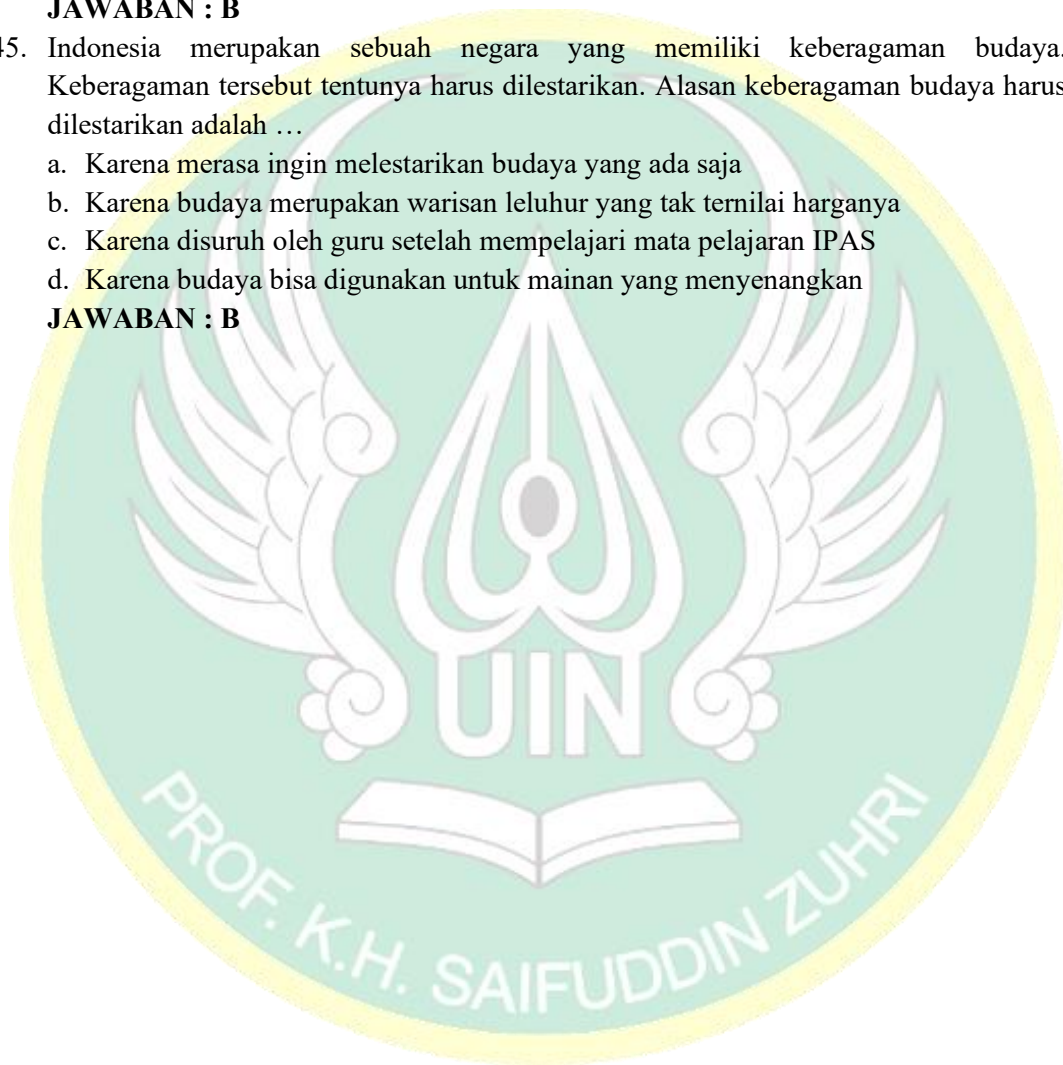 JAWABAN : B
45. Indonesia merupakan sebuah negara yang memiliki keberagaman budaya.
Keberagaman tersebut tentunya harus dilestarikan. Alasan keberagaman budaya harus
dilestarikan adalah …
a. Karena merasa ingin melestarikan budaya yang ada saja
b. Karena budaya merupakan warisan leluhur yang tak ternilai harganya
c. Karena disuruh oleh guru setelah mempelajari mata pelajaran IPAS
d. Karena budaya bisa digunakan untuk mainan yang menyenangkan
JAWABAN : B
UIN
PROF. K.H. SAIFUDDIN ZUHRI